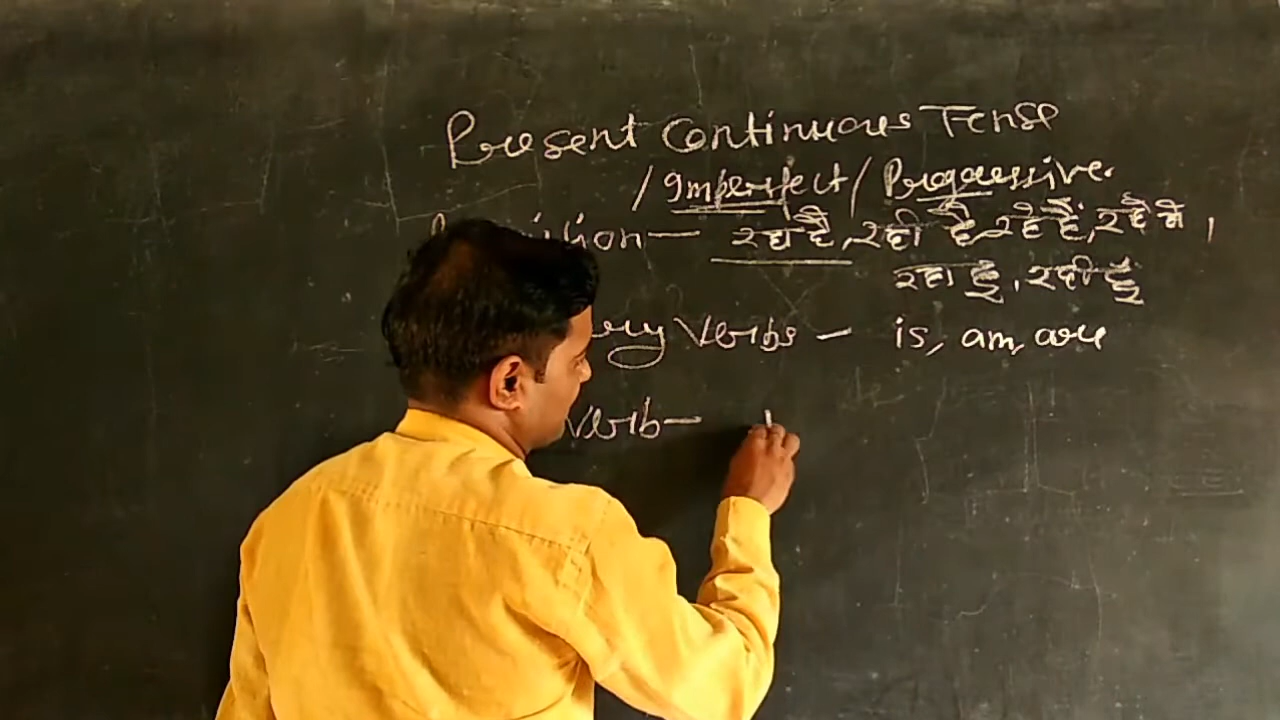 Present Continuous Tense
/Imperfect/Progressive.
— रहा है, रही है, रहे हैं, रहे हो।
रहा हूँ, रही हूँ
Verbs — is, am, are
Verb—